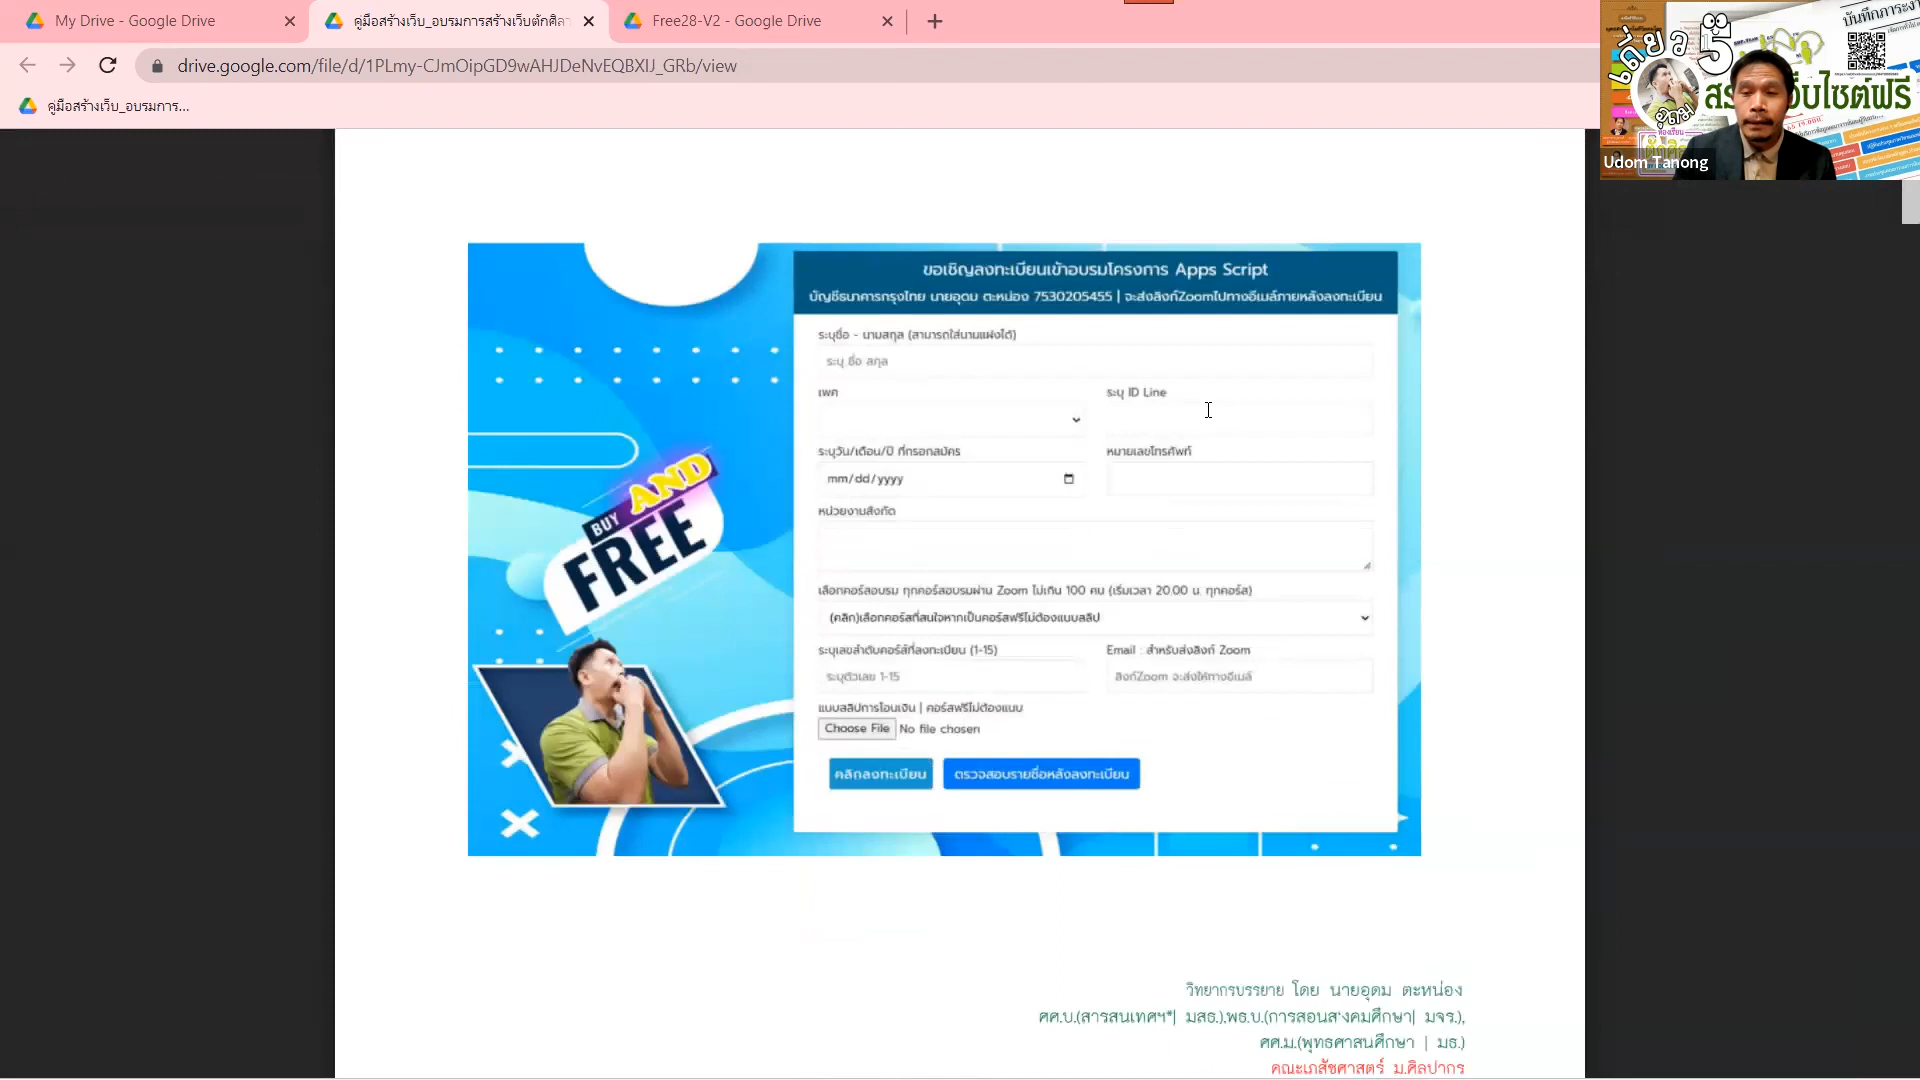 My Drive - Google Drive
คู่มือสร้างเว็บ_อบรมการสร้างเว็บตักศิลา
Free28-V2 - Google Drive
drive.google.com/file/d/1PLmy-CJmOipGD9wAHJDeNvEQBXIJ_GRb/view
คู่มือสร้างเว็บ_อบรมการ...
เดี่ยว 5
บันทึกภาระงา
สร้างเว็บไซต์ฟรี
Udom Tanong
ขอเชิญลงทะเบียนเข้าอบรมโครงการ Apps Script
บัญชีธนาคารกรุงไทย นายอุดม ตะหน่อง 7530205455 | จะส่งลิงก์Zoomไปทางอีเมล์ภายหลังลงทะเบียน
ระบุชื่อ - นามสกุล (สามารถใส่นามแฝงได้)
ระบุ ชื่อ สกุล
เพศ
ระบุ ID Line
ระบุวัน/เดือน/ปี ที่กรอกสมัคร
หมายเลขโทรศัพท์
mm/dd/yyyy
หน่วยงานสังกัด
เลือกคอร์สอบรม ทุกคอร์สอบรมผ่าน Zoom ไม่เกิน 100 คน (เริ่มเวลา 20.00 น. ทุกคอร์ส)
(คลิก)เลือกคอร์สที่สนใจหากเป็นคอร์สฟรีไม่ต้องแนบสลิป
ระบุเลขลำดับคอร์ส์ที่ลงทะเบียน (1-15)
Email : สำหรับส่งลิงก์ Zoom
ระบุตัวเลข 1-15
ลิงก์Zoom จะส่งให้ทางอีเมล์
แนบสลิปการโอนเงิน | คอร์สฟรีไม่ต้องแนบ
Choose File No file chosen
คลิกลงทะเบียน
ตรวจสอบรายชื่อหลังลงทะเบียน
BUY AND
FREE
วิทยากรบรรยาย โดย นายอุดม ตะหน่อง
ศศ.บ.(สารสนเทศฯ*| มสธ.),พธ.บ.(การสอนสังคมศึกษา| มจร.),
ศศ.ม.(พุทธศาสนศึกษา | มธ.)
คณะเภสัชศาสตร์ ม.ศิลปากร